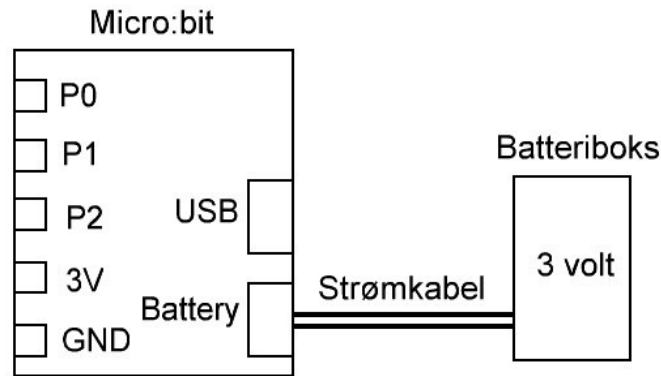 Micro:bit
P0
P1
P2
3V
GND
USB
Battery
Strømkabel
Batteriboks
3 volt